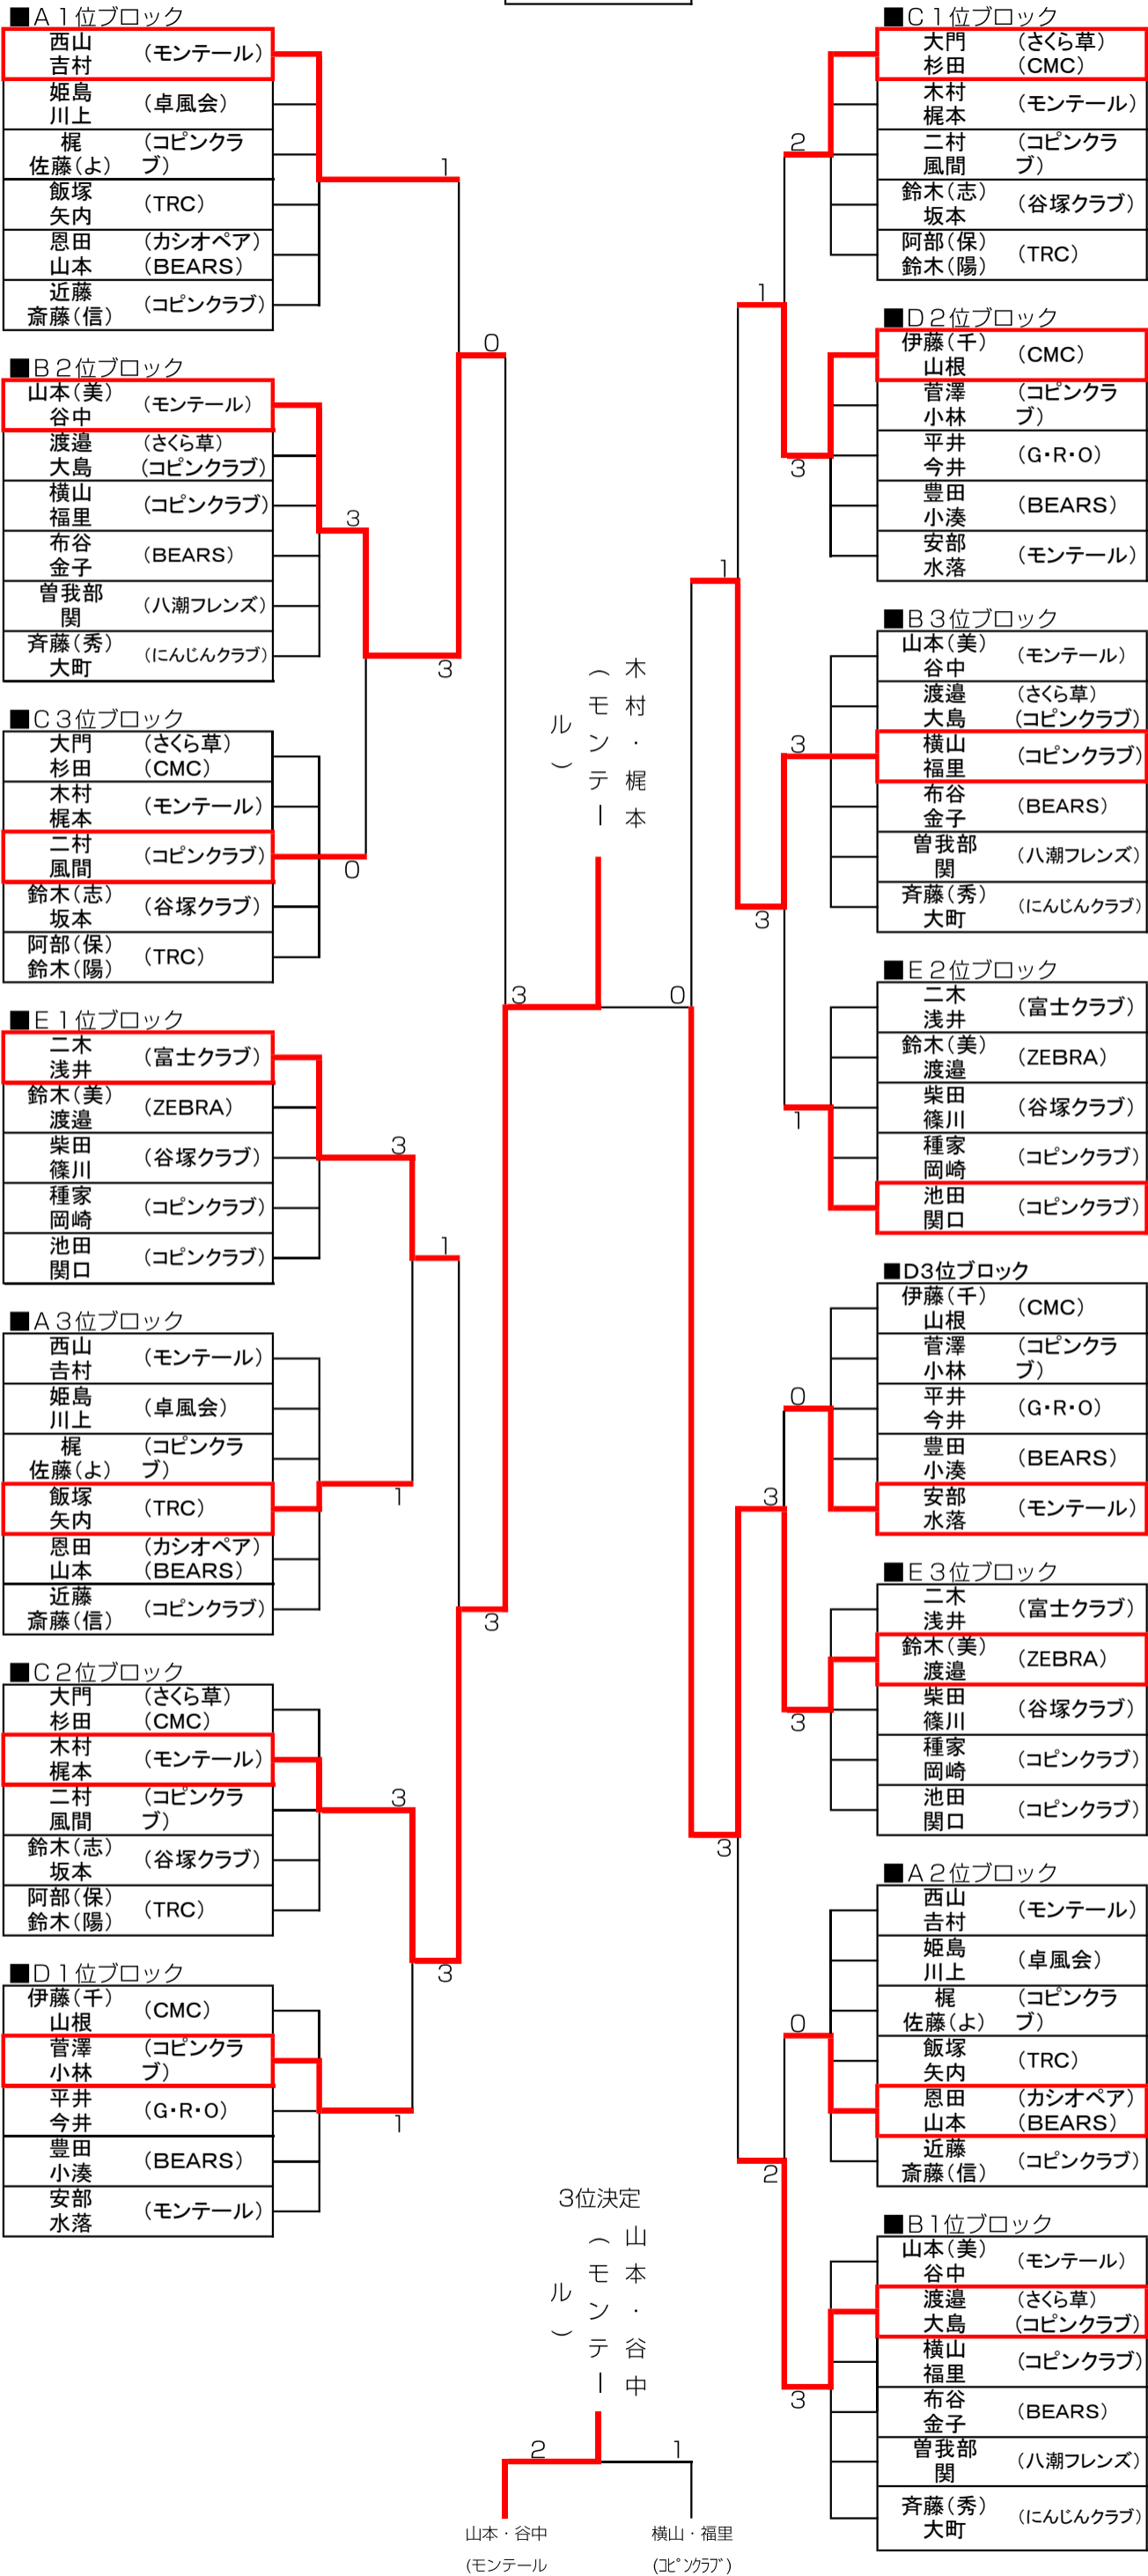 ■A1位ブロック
西山
吉村
（モンテール）
姫島
川上
（卓風会）
梶
佐藤（よ）
（コピンクラ
ブ）
飯塚
矢内
（TRC）
恩田
山本
（カシオペア）
（BEARS）
近藤
斎藤（信）
（コピンクラブ）
1
0
■B2位ブロック
山本（美）
谷中
（モンテール）
渡邉
大島
（さくら草）
（コピンクラブ）
横山
福里
（コピンクラブ）
布谷
金子
（BEARS）
曽我部
関
（八潮フレンズ）
斉藤（秀）
大町
（にんじんクラブ）
3
3
■C3位ブロック
大門
杉田
（さくら草）
（CMC）
木村
梶本
（モンテール）
二村
風間
（コピンクラブ）
鈴木（志）
坂本
（谷塚クラブ）
阿部（保）
鈴木（陽）
（TRC）
0
■E1位ブロック
二木
浅井
（富士クラブ）
鈴木（美）
渡邉
（ZEBRA）
柴田
篠川
（谷塚クラブ）
種家
岡崎
（コピンクラブ）
池田
関口
（コピンクラブ）
3
1
■A3位ブロック
西山
吉村
（モンテール）
姫島
川上
（卓風会）
梶
佐藤（よ）
（コピンクラ
ブ）
飯塚
矢内
（TRC）
恩田
山本
（カシオペア）
（BEARS）
近藤
斎藤（信）
（コピンクラブ）
1
3
■C2位ブロック
大門
杉田
（さくら草）
（CMC）
木村
梶本
（モンテール）
二村
風間
（コピンクラ
ブ）
鈴木（志）
坂本
（谷塚クラブ）
阿部（保）
鈴木（陽）
（TRC）
3
3
■D1位ブロック
伊藤（千）
山根
（CMC）
菅澤
小林
（コピンクラ
ブ）
平井
今井
（G・R・O）
豊田
小湊
（BEARS）
安部
水落
（モンテール）
1
木村・梶本
（モンテー
ル）
3
0
3位決定
山本・谷中
（モンテー
ル）
2
1
山本・谷中
(モンテール
横山・福里
(コピンクラブ)
■C1位ブロック
大門
杉田
（さくら草）
（CMC）
木村
梶本
（モンテール）
二村
風間
（コピンクラ
ブ）
鈴木（志）
坂本
（谷塚クラブ）
阿部（保）
鈴木（陽）
（TRC）
2
1
■D2位ブロック
伊藤（千）
山根
（CMC）
菅澤
小林
（コピンクラ
ブ）
平井
今井
（G・R・O）
豊田
小湊
（BEARS）
安部
水落
（モンテール）
3
1
■B3位ブロック
山本（美）
谷中
（モンテール）
渡邉
大島
（さくら草）
（コピンクラブ）
横山
福里
（コピンクラブ）
布谷
金子
（BEARS）
曽我部
関
（八潮フレンズ）
斉藤（秀）
大町
（にんじんクラブ）
3
3
■E2位ブロック
二木
浅井
（富士クラブ）
鈴木（美）
渡邉
（ZEBRA）
柴田
篠川
（谷塚クラブ）
種家
岡崎
（コピンクラブ）
池田
関口
（コピンクラブ）
1
■D3位ブロック
伊藤（千）
山根
（CMC）
菅澤
小林
（コピンクラ
ブ）
平井
今井
（G・R・O）
豊田
小湊
（BEARS）
安部
水落
（モンテール）
0
3
■E3位ブロック
二木
浅井
（富士クラブ）
鈴木（美）
渡邉
（ZEBRA）
柴田
篠川
（谷塚クラブ）
種家
岡崎
（コピンクラブ）
池田
関口
（コピンクラブ）
3
3
■A2位ブロック
西山
吉村
（モンテール）
姫島
川上
（卓風会）
梶
佐藤（よ）
（コピンクラ
ブ）
飯塚
矢内
（TRC）
恩田
山本
（カシオペア）
（BEARS）
近藤
斎藤（信）
（コピンクラブ）
0
2
■B1位ブロック
山本（美）
谷中
（モンテール）
渡邉
大島
（さくら草）
（コピンクラブ）
横山
福里
（コピンクラブ）
布谷
金子
（BEARS）
曽我部
関
（八潮フレンズ）
斉藤（秀）
大町
（にんじんクラブ）
3